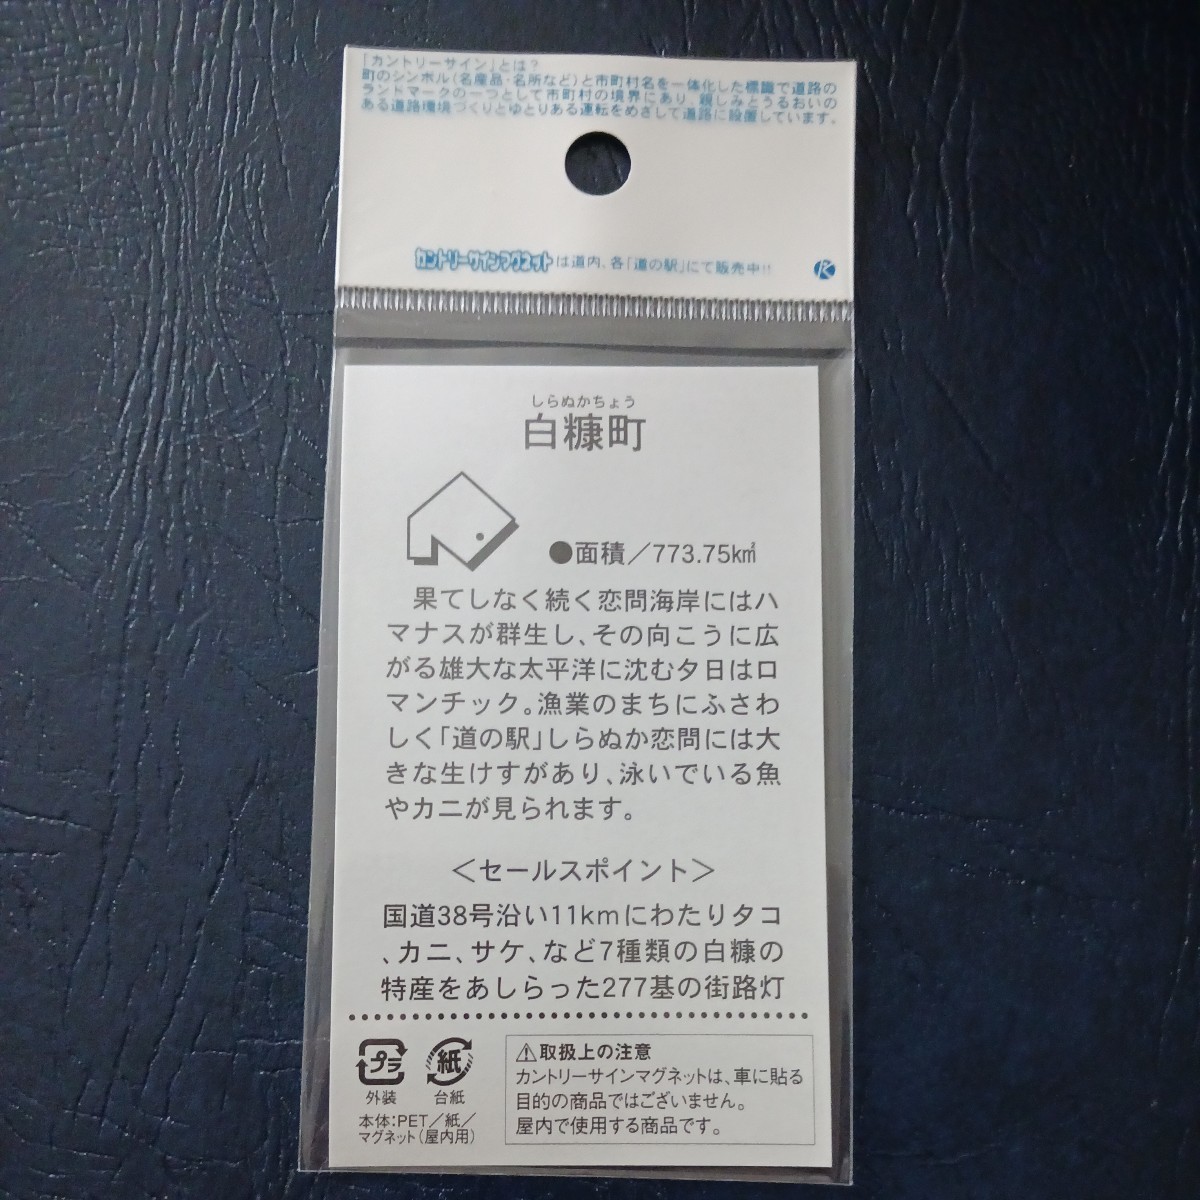 「カントリーサイン」とは?
町のシンボル(名産品・名所など)と市町村名を一体化した標識で道路の
ランドマークの一つとして市町村の境界にあり、親しみとうるおいの
ある道路環境づくりとゆとりある運転をめざして道路に設置しています。
カントリーサインマグネットは道内、各「道の駅」にて販売中!!
しらぬかちょう
白糠町
●面積/773.75k㎡
果てしなく続く恋問海岸にはハ
マナスが群生し、その向こうに広
がる雄大な太平洋に沈む夕日はロ
マンチック。漁業のまちにふさわ
しく「道の駅」しらぬか恋問には大
きな生けすがあり、泳いでいる魚
やカニが見られます。
<セールスポイント>
国道38号沿い11kmにわたりタコ
、カニ、サケ、など7種類の白糠の
特産をあしらった277基の街路灯
プラ
外装
紙
台紙
本体:PET/紙/
マグネット(屋内用)
⚠取扱上の注意
カントリーサインマグネットは、車に貼る
目的の商品ではございません。
屋内で使用する商品です。